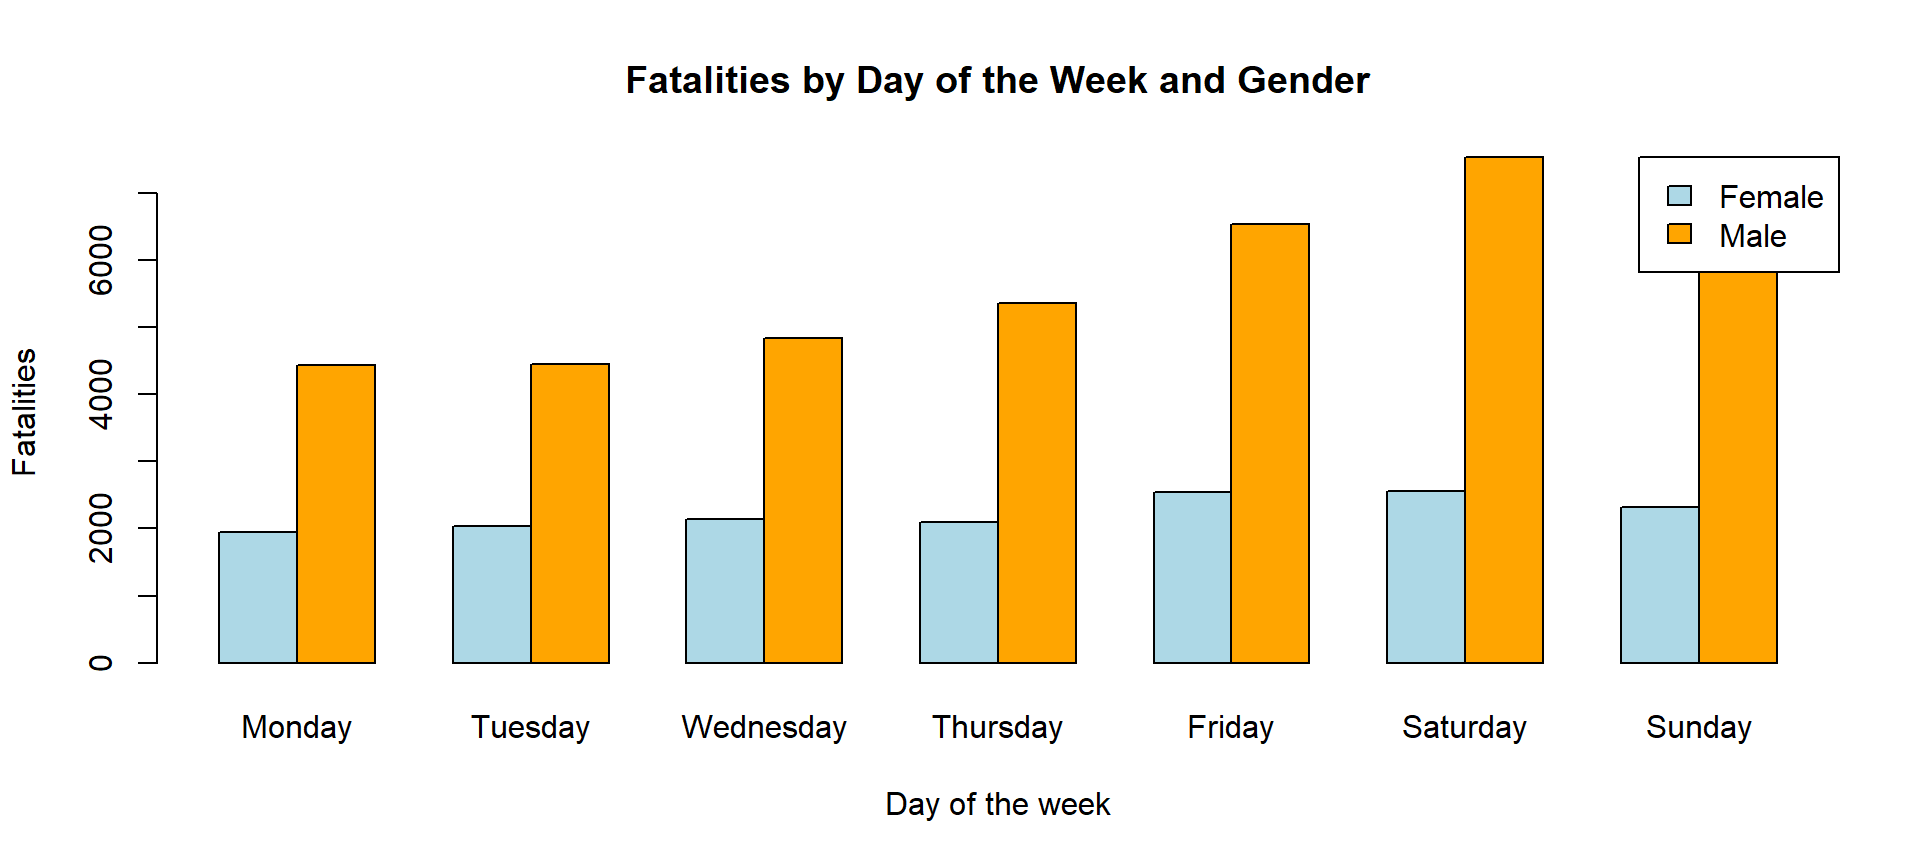 Fatalities by Day of the Week and Gender
Female
Male
Fatalities
0
2000
4000
6000
Monday Tuesday Wednesday Thursday Friday Saturday Sunday
Day of the week